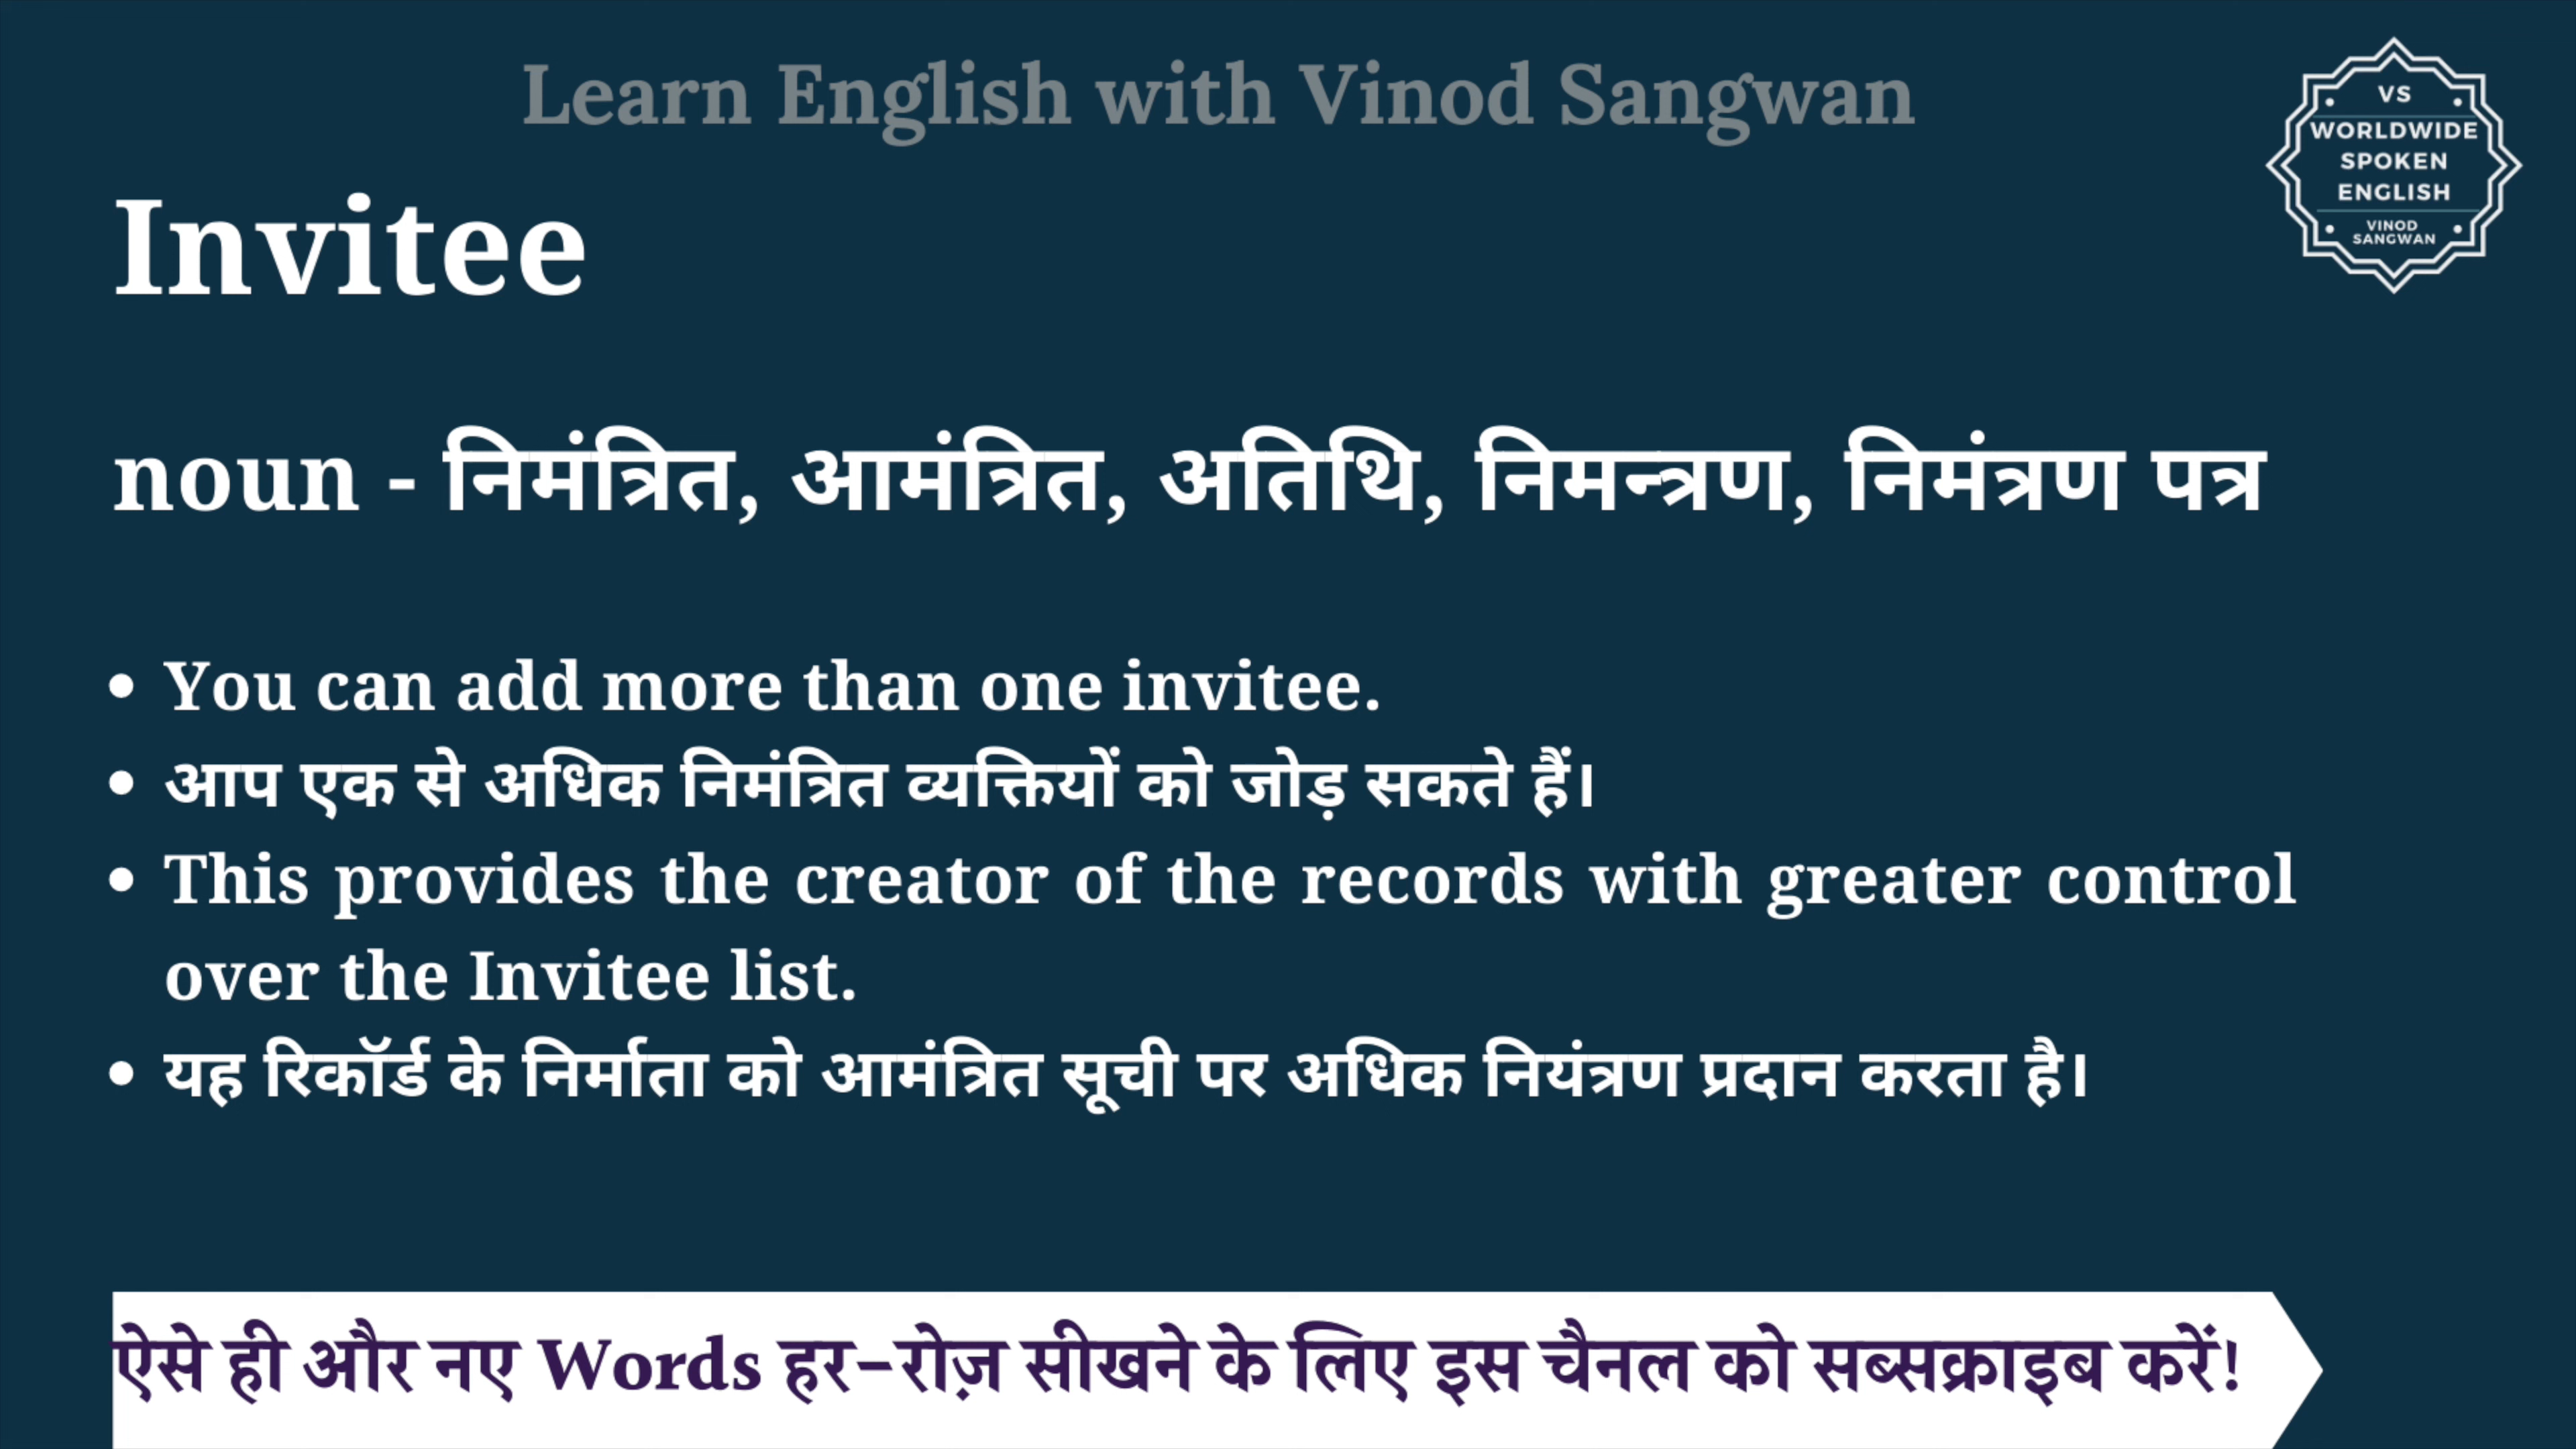 Learn English with Vinod Sangwan
VS
WORLDWIDE
SPOKEN
ENGLISH
VINOD
SANGWAN
Invitee
noun - निमंत्रित, आमंत्रित, अतिथि, निमन्त्रण, निमंत्रण पत्र
• You can add more than one invitee.
• आप एक से अधिक निमंत्रित व्यक्तियों को जोड़ सकते हैं।
• This provides the creator of the records with greater control
over the Invitee list.
• यह रिकॉर्ड के निर्माता को आमंत्रित सूची पर अधिक नियंत्रण प्रदान करता है।
ऐसे ही और नए Words हर-रोज़ सीखने के लिए इस चैनल को सब्सक्राइब करें!